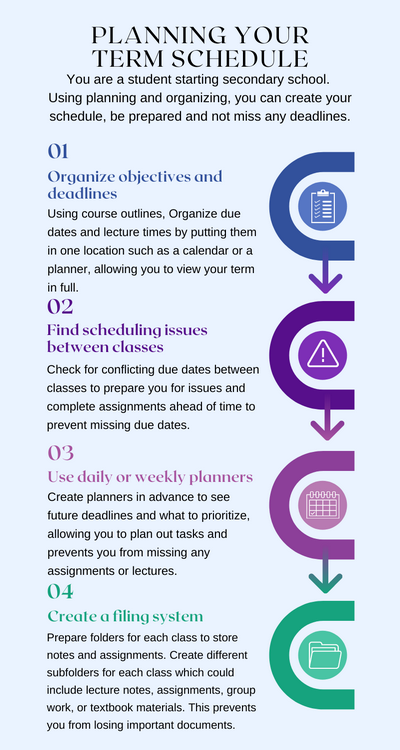 PLANNING YOUR
TERM SCHEDULE
You are a student starting secondary school.
Using planning and organizing, you can create your
schedule, be prepared and not miss any deadlines.
01
Organize objectives and
deadlines
Using course outlines, Organize due
dates and lecture times by putting them
in one location such as a calendar or a
planner, allowing you to view your term
in full.
02
Find scheduling issues
between classes
Check for conflicting due dates between
classes to prepare you for issues and
complete assignments ahead of time to
prevent missing due dates.
03
Use daily or weekly planners
Create planners in advance to see
future deadlines and what to prioritize,
allowing you to plan out tasks and
prevents you from missing any
assignments or lectures.
04
Create a filing system
Prepare folders for each class to store
notes and assignments. Create different
subfolders for each class which could
include lecture notes, assignments, group
work, or textbook materials. This prevents
you from losing important documents.